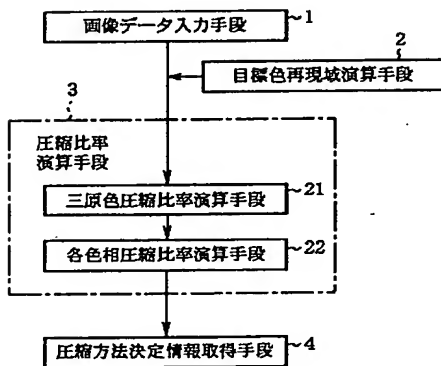 画像データ入力手段
1
2
目標色再現域演算手段
3
圧縮比率
演算手段
三原色圧縮比率演算手段
21
各色相圧縮比率演算手段
22
圧縮方法決定情報取得手段
4